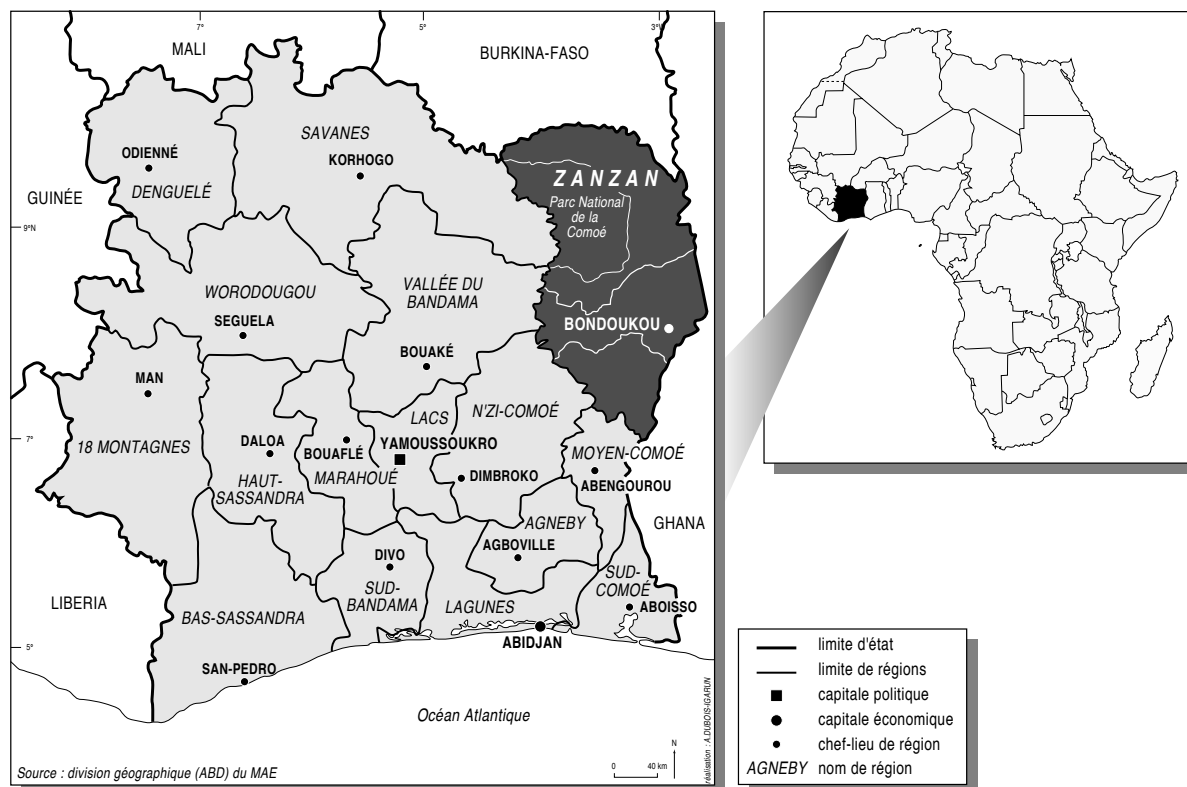 7°
5°
3°
MALI
BURKINA-FASO
SAVANES
ODIENNÉ
KORHOGO
ZANZAN
DENGUELÉ
GUINÉE
Parc National
de la
Comoé
9°N
WORODOUGOU
VALLÉE DU
BANDAMA
SEGUELA
BONDOUKOU
BOUAKÉ
MAN
LACS
N'ZI-COMOÉ
18 MONTAGNES
DALOA
BOUAFLÉ
YAMOUSSOUKRO
MOYEN-COMOÉ
7°
HAUT-
SASSANDRA
MARAHOUÉ
DIMBROKO
ABENGOUROU
AGNEBY
GHANA
DIVO
AGBOVILLE
SUD-
BANDAMA
SUD-
COMOÉ
LIBERIA
BAS-SASSANDRA
LAGUNES
ABOISSO
5°
ABIDJAN
SAN-PEDRO
Océan Atlantique
réalisation : A.DUBOIS-IGARUN
N
0 40 km
Source : division géographique (ABD) du MAE
limite d'état
limite de régions
capitale politique
capitale économique
chef-lieu de région
AGNEBY nom de région